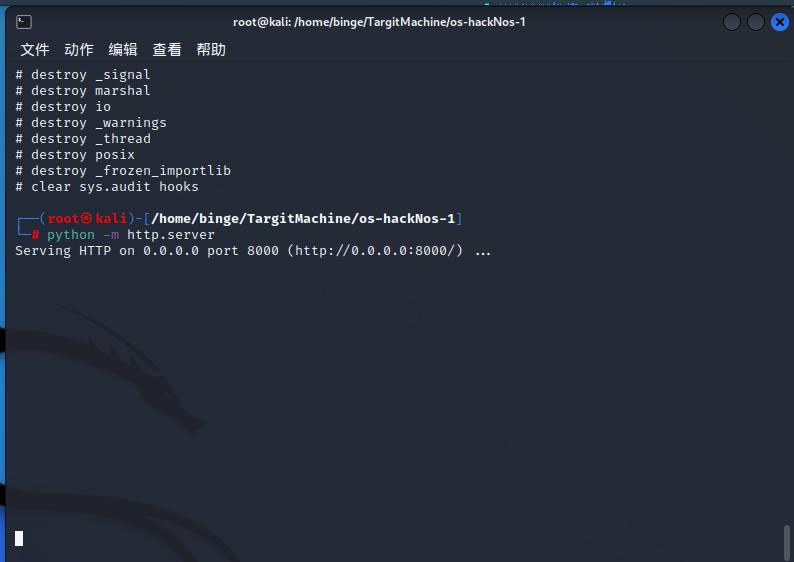 root@kali: /home/binge/TargitMachine/os-hackNos-1
文件 动作 编辑 查看 帮助
# destroy _signal
# destroy marshal
# destroy io
# destroy _warnings
# destroy _thread
# destroy posix
# destroy _frozen_importlib
# clear sys.audit hooks
┌──(root㉿kali)-[/home/binge/TargitMachine/os-hackNos-1]
└─# python -m http.server
Serving HTTP on 0.0.0.0 port 8000 (http://0.0.0.0:8000/) ...